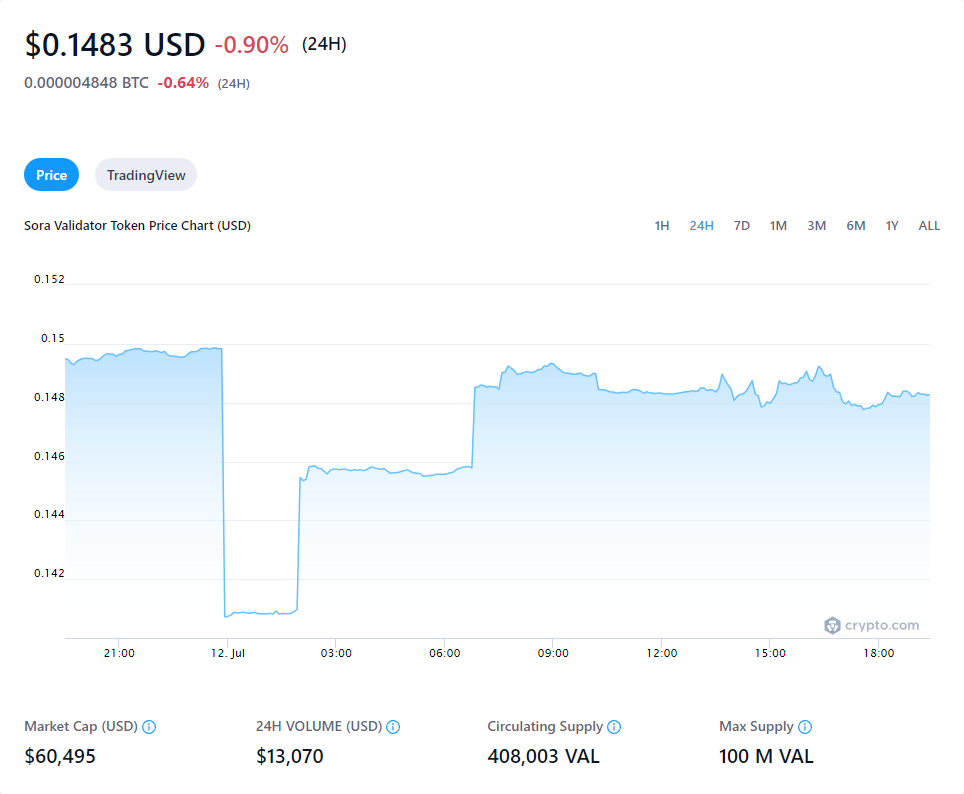 $0.1483 USD -0.90% (24H)
0.000004848 BTC -0.64% (24H)
Price TradingView
Sora Validator Token Price Chart (USD) 1H 24H 7D 1M 3M 6M 1Y ALL
0.152
0.15
0.148
0.146
0.144
0.142
crypto.com
21:00 12. Jul 03:00 06:00 09:00 12:00 15:00 18:00
Market Cap (USD) 24H VOLUME (USD) Circulating Supply Max Supply
$60,495 $13,070 408,003 VAL 100 M VAL